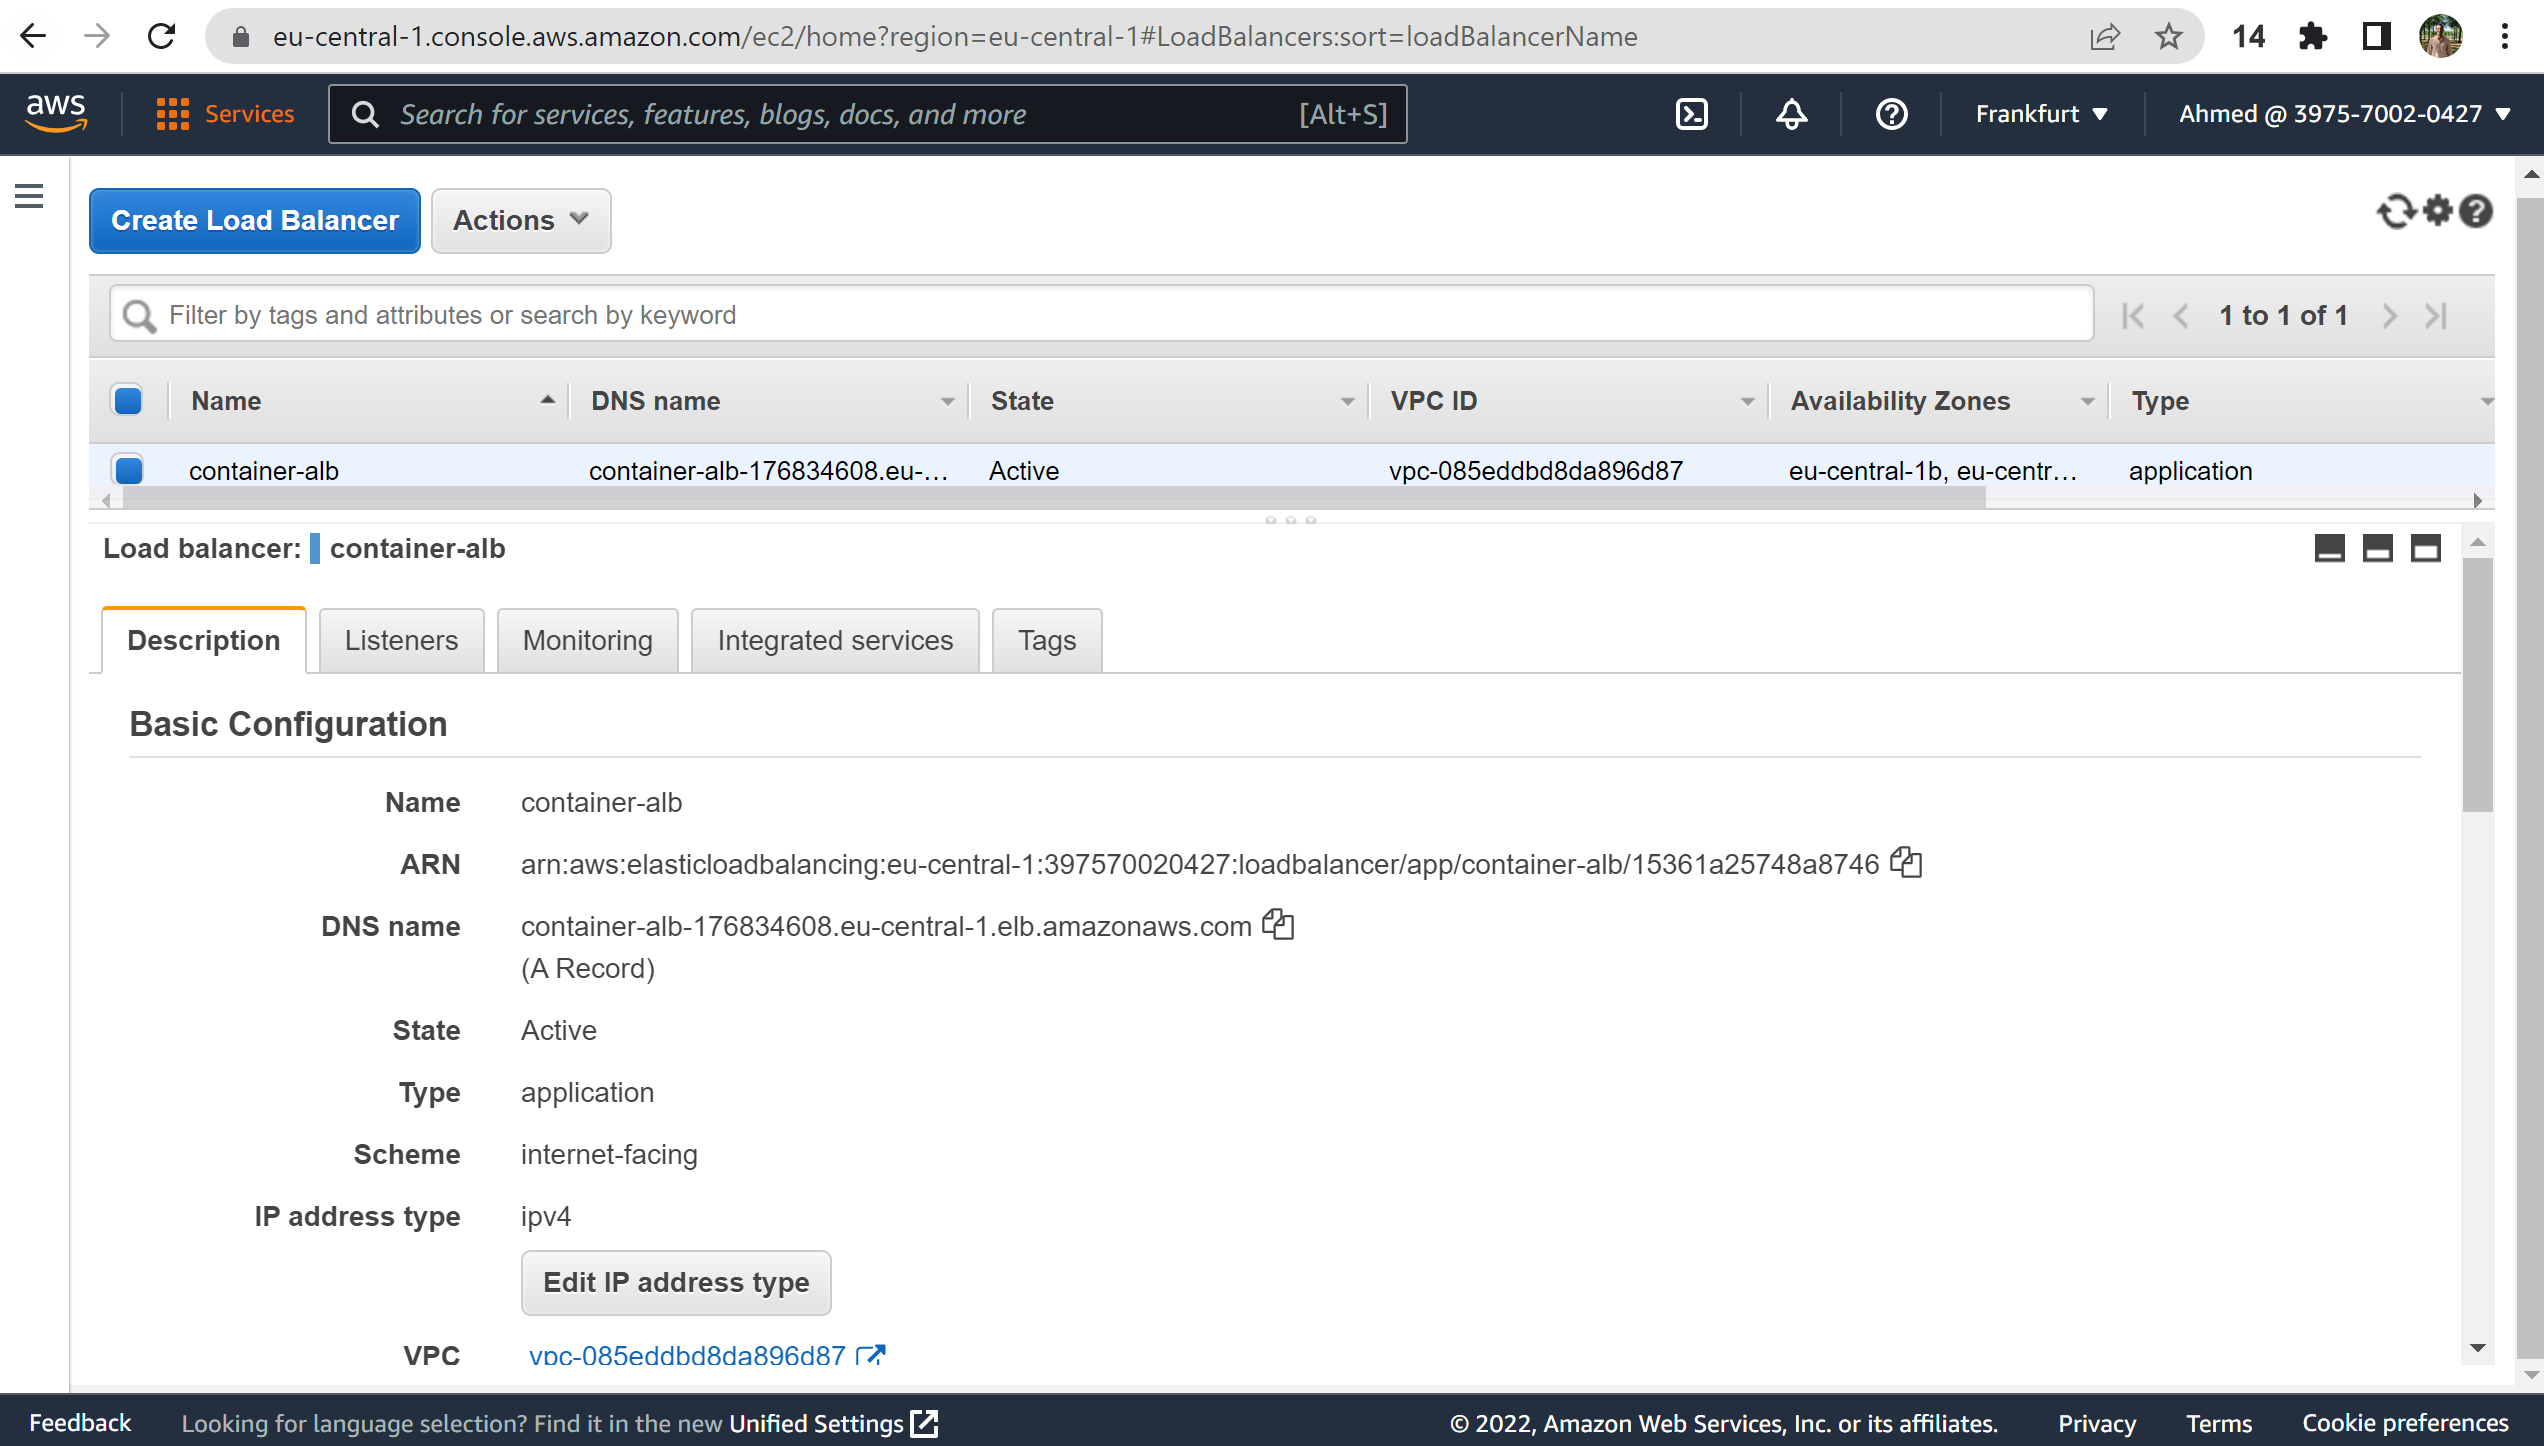 eu-central-1.console.aws.amazon.com/ec2/home?region=eu-central-1#LoadBalancers:sort=loadBalancerName
14
aws
Services
Search for services, features, blogs, docs, and more [Alt+S]
Frankfurt
Ahmed @ 3975-7002-0427
Create Load Balancer
Actions
Filter by tags and attributes or search by keyword
1 to 1 of 1
Name DNS name State VPC ID Availability Zones Type
container-alb container-alb-176834608.eu-... Active vpc-085eddbd8da896d87 eu-central-1b, eu-centr... application
Load balancer: container-alb
Description Listeners Monitoring Integrated services Tags
Basic Configuration
Name container-alb
ARN arn:aws:elasticloadbalancing:eu-central-1:397570020427:loadbalancer/app/container-alb/15361a25748a8746
DNS name container-alb-176834608.eu-central-1.elb.amazonaws.com
(A Record)
State Active
Type application
Scheme internet-facing
IP address type ipv4
Edit IP address type
VPC vpc-085eddbd8da896d87
Feedback Looking for language selection? Find it in the new Unified Settings © 2022, Amazon Web Services, Inc. or its affiliates. Privacy Terms Cookie preferences